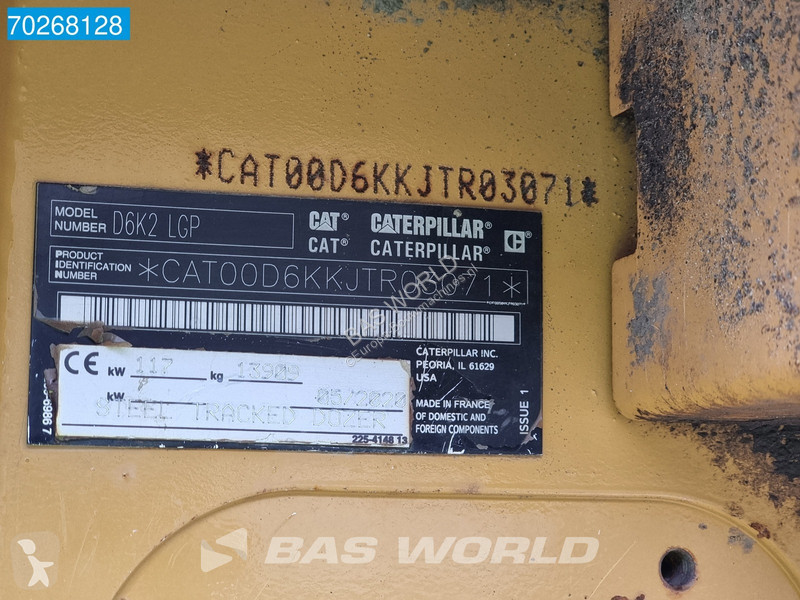 70268128
*CAT00D6KKJTR03071*
MODEL NUMBER D6K2 LGP
CAT® CATERPILLAR®
CAT® CATERPILLAR®
PRODUCT IDENTIFICATION NUMBER *CAT00D6KKJTR03071*
BAS WORLD
CE kW 117 kg 13909
kW 05/2020
STEEL TRACKED DOZER
225-4148 13
CATERPILLAR INC.
PEORIA, IL 61629
USA
MADE IN FRANCE
OF DOMESTIC AND
FOREIGN COMPONENTS
ISSUE 1
BAS WORLD